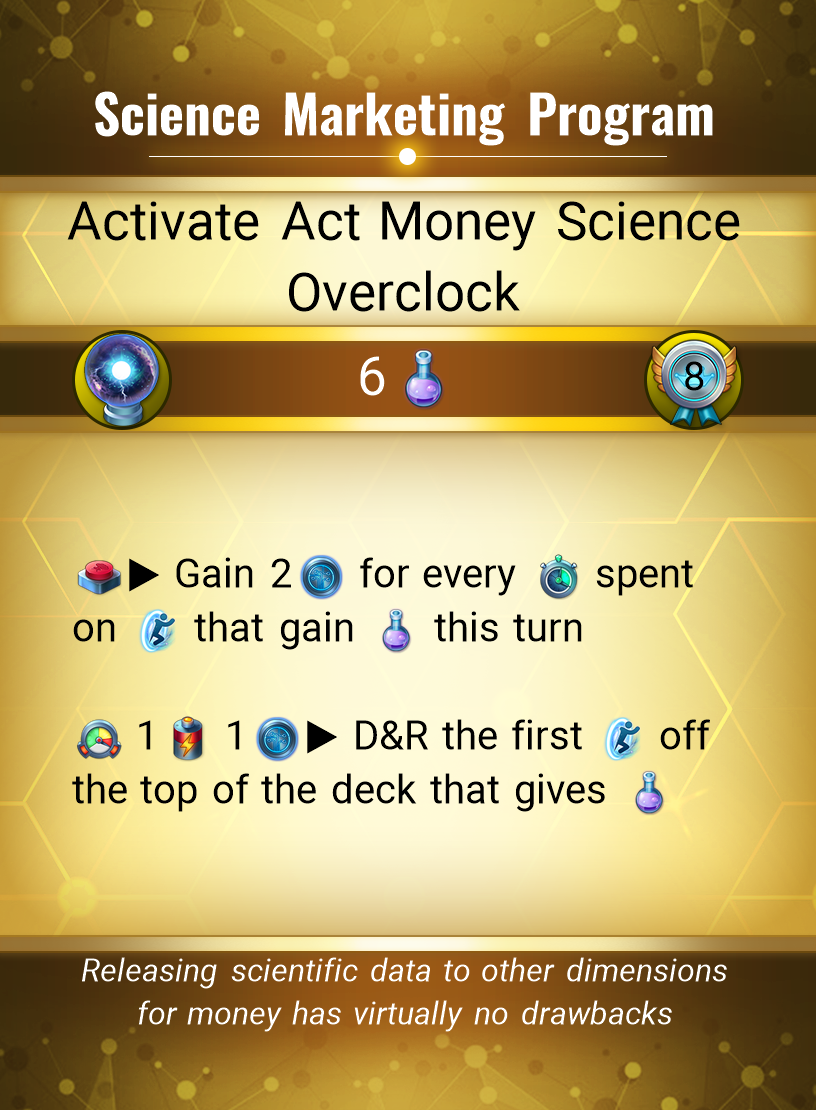 Science Marketing Program
Activate Act Money Science
Overclock
6
8
▶ Gain 2 for every spent
on that gain this turn
1 1 ▶ D&R the first off
the top of the deck that gives
Releasing scientific data to other dimensions
for money has virtually no drawbacks